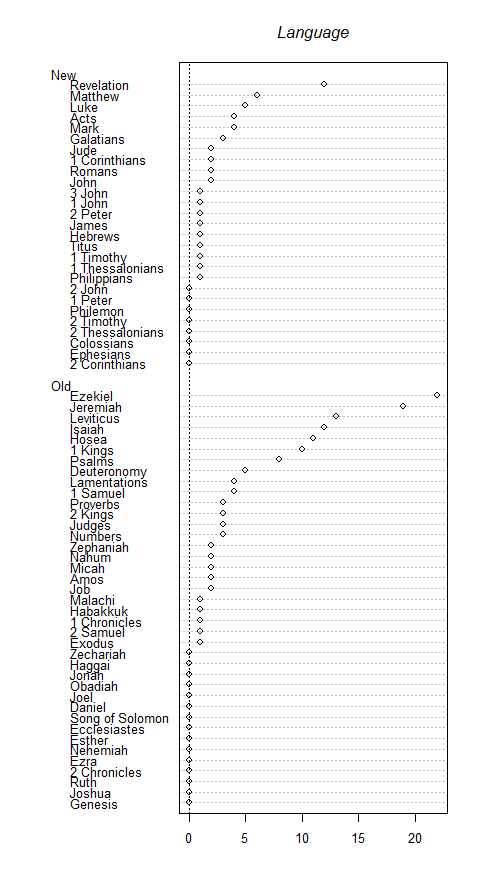 Language
New
Revelation
Matthew
Luke
Acts
Mark
Galatians
Jude
1 Corinthians
Romans
John
3 John
1 John
2 Peter
James
Hebrews
Titus
1 Timothy
1 Thessalonians
Philippians
2 John
1 Peter
Philemon
2 Timothy
2 Thessalonians
Colossians
Ephesians
2 Corinthians
Old
Ezekiel
Jeremiah
Leviticus
Isaiah
Hosea
1 Kings
Psalms
Deuteronomy
Lamentations
1 Samuel
Proverbs
2 Kings
Judges
Numbers
Zephaniah
Nahum
Micah
Amos
Job
Malachi
Habakkuk
1 Chronicles
2 Samuel
Exodus
Zechariah
Haggai
Jonah
Obadiah
Joel
Daniel
Song of Solomon
Ecclesiastes
Esther
Nehemiah
Ezra
2 Chronicles
Ruth
Joshua
Genesis
0 5 10 15 20